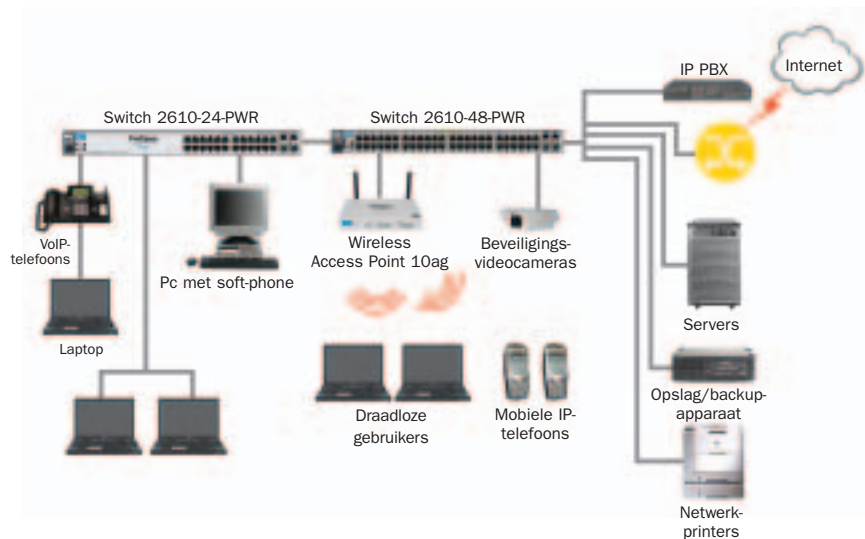 Internet
IP PBX
Switch 2610-24-PWR
Switch 2610-48-PWR
VoIP-
telefoons
Pc met soft-phone
Wireless
Access Point 10ag
Beveiligings-
videocameras
Laptop
Servers
Draadloze
gebruikers
Mobiele IP-
telefoons
Opslag/backup-
apparaat
Netwerk-
printers